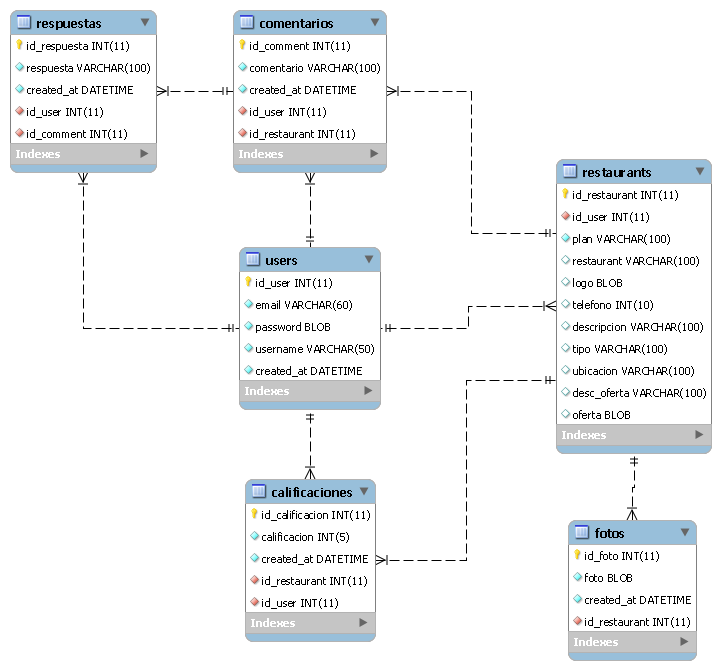 respuestas
id_respuesta INT(11)
respuesta VARCHAR(100)
created_at DATETIME
id_user INT(11)
id_comment INT(11)
Indexes
comentarios
id_comment INT(11)
comentario VARCHAR(100)
created_at DATETIME
id_user INT(11)
id_restaurant INT(11)
Indexes
restaurants
id_restaurant INT(11)
id_user INT(11)
plan VARCHAR(100)
restaurant VARCHAR(100)
logo BLOB
telefono INT(10)
descripcion VARCHAR(100)
tipo VARCHAR(100)
ubicacion VARCHAR(100)
desc_oferta VARCHAR(100)
oferta BLOB
Indexes
users
id_user INT(11)
email VARCHAR(60)
password BLOB
username VARCHAR(50)
created_at DATETIME
Indexes
calificaciones
id_calificacion INT(11)
calificacion INT(5)
created_at DATETIME
id_restaurant INT(11)
id_user INT(11)
Indexes
fotos
id_foto INT(11)
foto BLOB
created_at DATETIME
id_restaurant INT(11)
Indexes